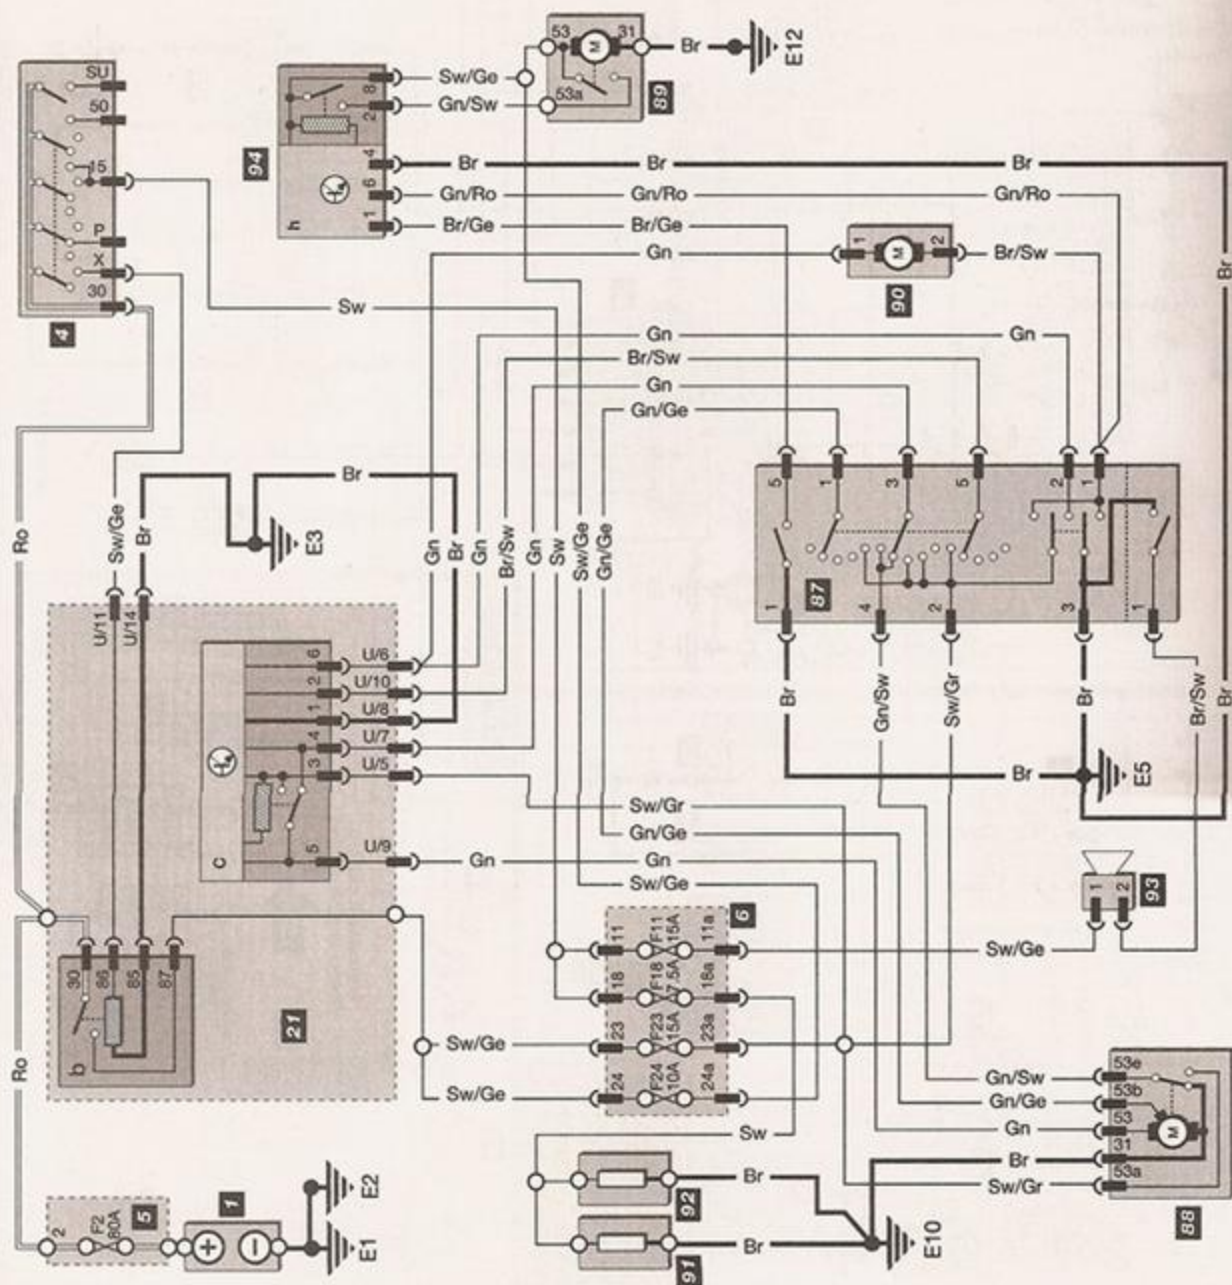 53
31
M
Br
E12
53a
89
SU
50
15
P
X
30
4
8
2
4
6
1
h
94
Sw/Ge
Gn/Sw
Br
Br
Br
Gn/Ro
Gn/Ro
Gn/Ro
Br/Ge
Br/Ge
Gn
1
M
2
90
Br/Sw
Br
Sw
Gn
Gn
Br/Sw
Gn
Gn/Ge
Ro
Sw/Ge
Br
Br
E3
Gn
Br
Gn
Br/Sw
Gn
Sw
Sw/Ge
Gn/Ge
5
1
3
5
2
1
87
1
4
2
3
1
U/11
U/14
6
2
1
4
3
5
c
U/6
U/10
U/8
U/7
U/5
U/9
Br
Gn/Sw
Sw/Gr
Br
Br/Sw
Br
Br
E5
Sw/Gr
Gn/Ge
Gn
Gn
Sw/Ge
30
86
85
87
b
21
Ro
Sw/Ge
Sw/Ge
11
F11
15A
11a
18
F18
7.5A
18a
23
F23
15A
23a
24
F24
10A
24a
6
Sw/Ge
1
2
93
Sw
Gn/Sw
Gn/Ge
Gn
Br
Sw/Gr
53e
53b
53
31
53a
M
88
2
F2
80A
5
1
+
−
E1
E2
92
91
Br
Br
E10